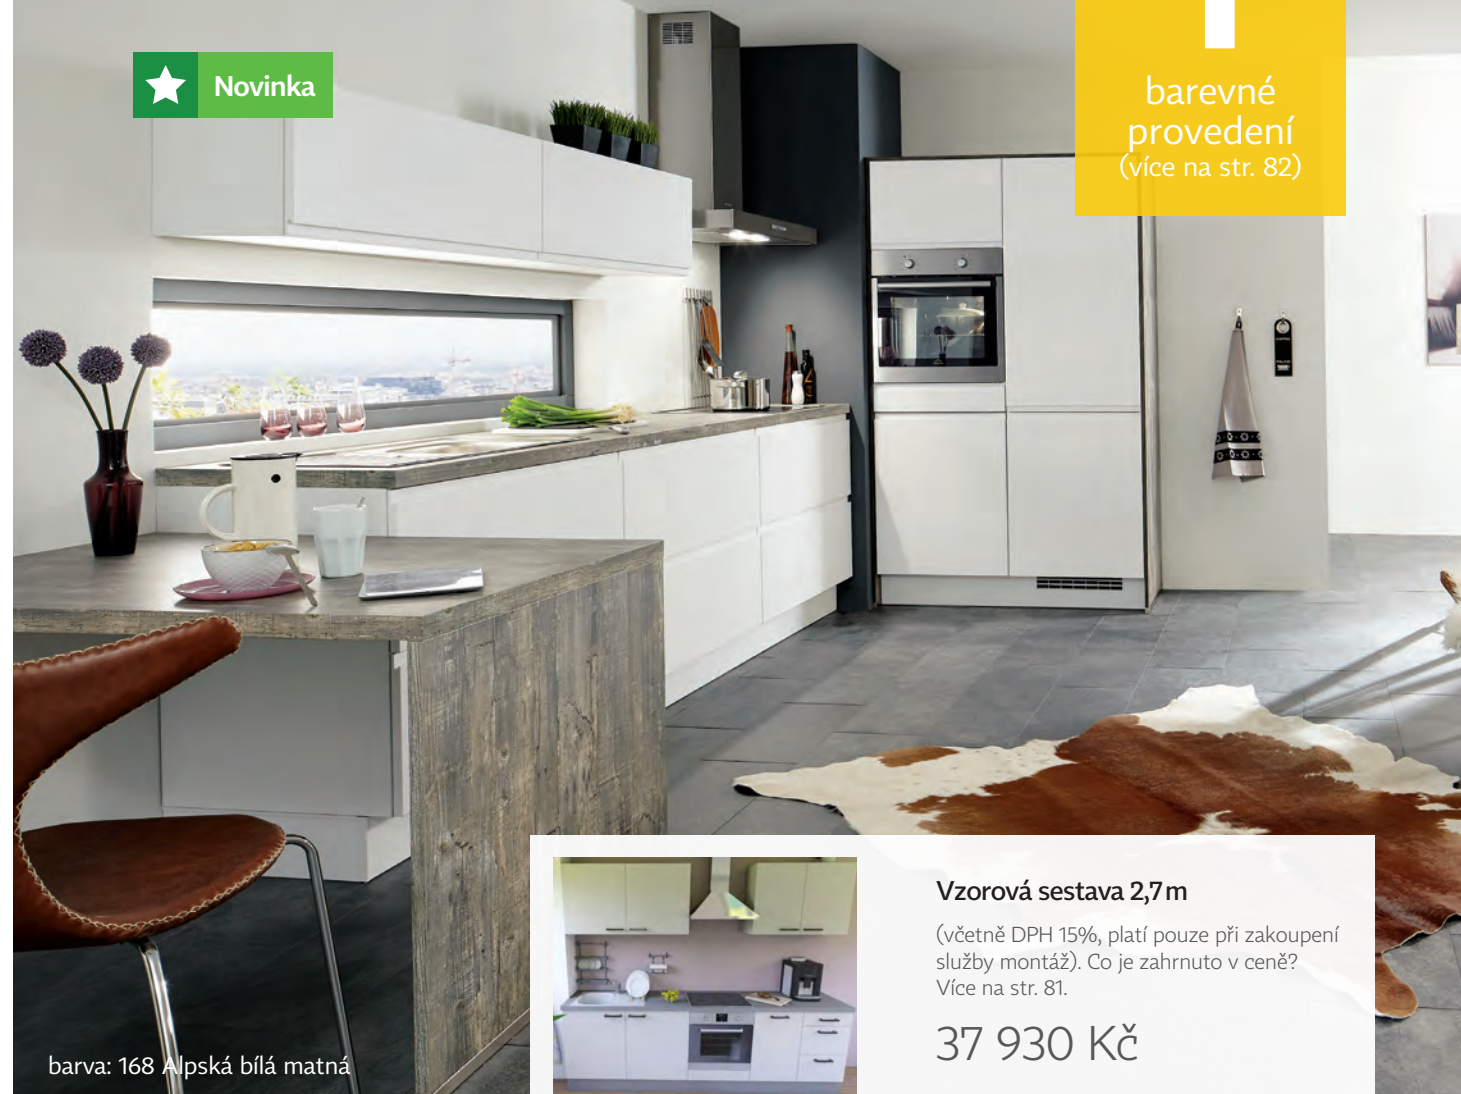 Novinka
barevné
provedení
(více na str. 82)
Vzorová sestava 2,7 m
(včetně DPH 15%, platí pouze při zakoupení
služby montáž). Co je zahrnuto v ceně?
Více na str. 81.
37 930 Kč
barva: 168 Alpská bílá matná